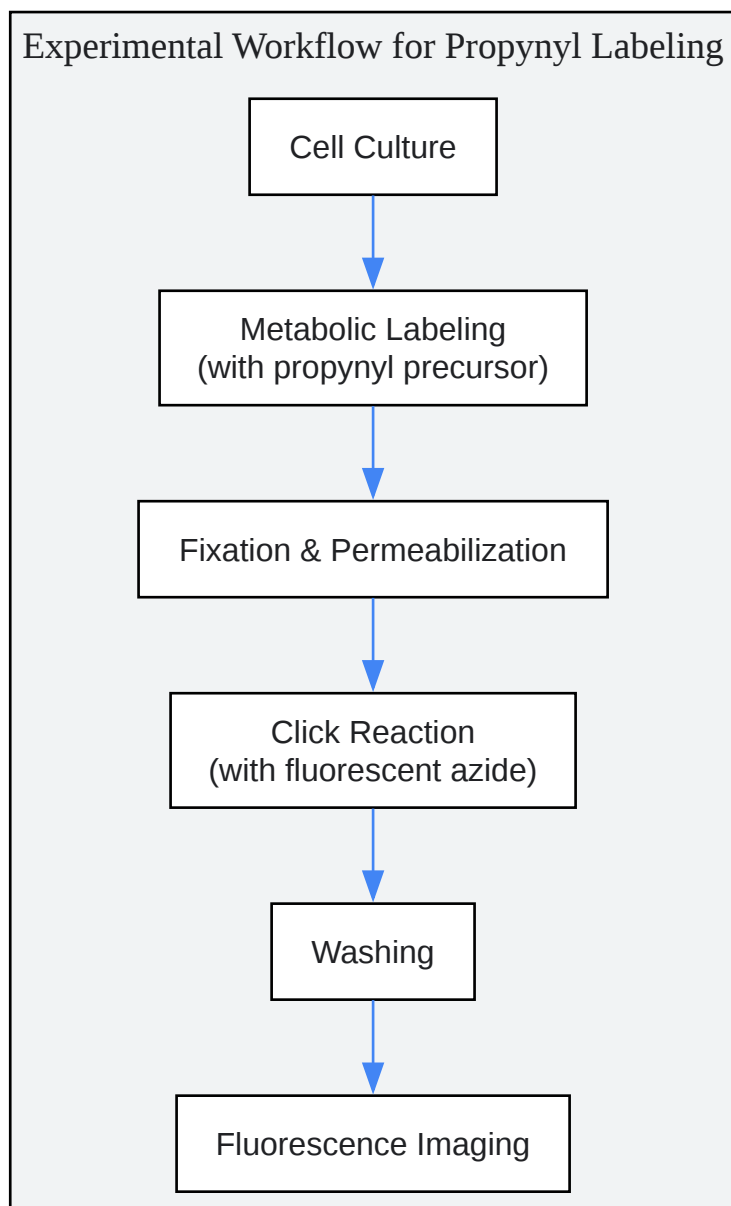 Experimental Workflow for Propynyl Labeling
Cell Culture
Metabolic Labeling
(with propynyl precursor)
Fixation & Permeabilization
Click Reaction
(with fluorescent azide)
Washing
Fluorescence Imaging